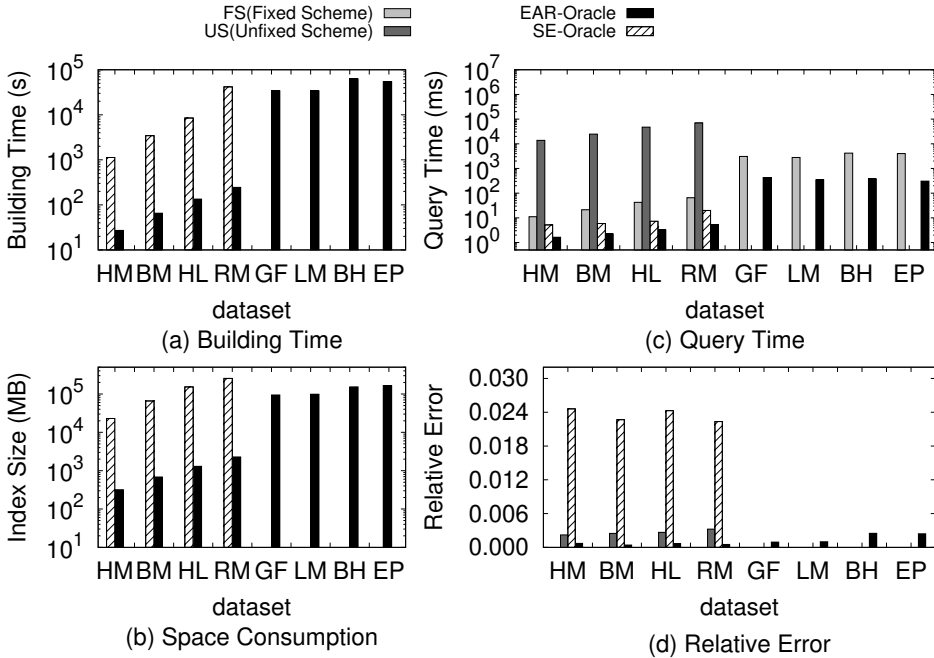 FS(Fixed Scheme)
US(Unfixed Scheme)
EAR-Oracle
SE-Oracle
Building Time (s)
10^5
10^4
10^3
10^2
10^1
HM BM HL RM GF LM BH EP
dataset
(a) Building Time
Query Time (ms)
10^7
10^6
10^5
10^4
10^3
10^2
10^1
10^0
HM BM HL RM GF LM BH EP
dataset
(c) Query Time
Index Size (MB)
10^5
10^4
10^3
10^2
10^1
HM BM HL RM GF LM BH EP
dataset
(b) Space Consumption
Relative Error
0.030
0.024
0.018
0.012
0.006
0.000
HM BM HL RM GF LM BH EP
dataset
(d) Relative Error